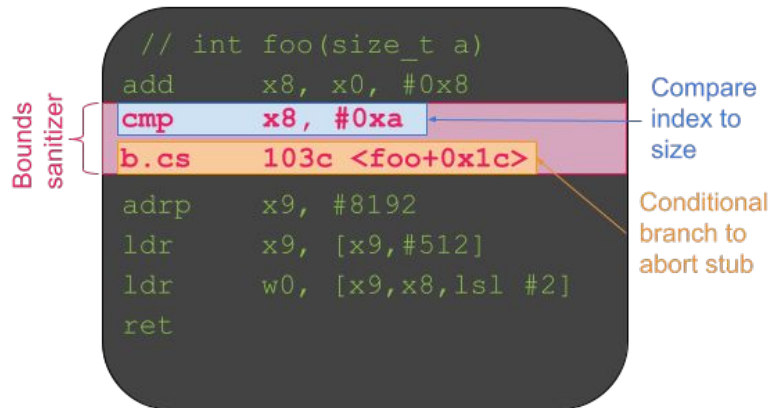 // int foo(size_t a)
add x8, x0, #0x8
cmp x8, #0xa
b.cs 103c <foo+0x1c>
adrp x9, #8192
ldr x9, [x9,#512]
ldr w0, [x9,x8,lsl #2]
ret
Bounds
sanitizer
Compare
index to
size
Conditional
branch to
abort stub